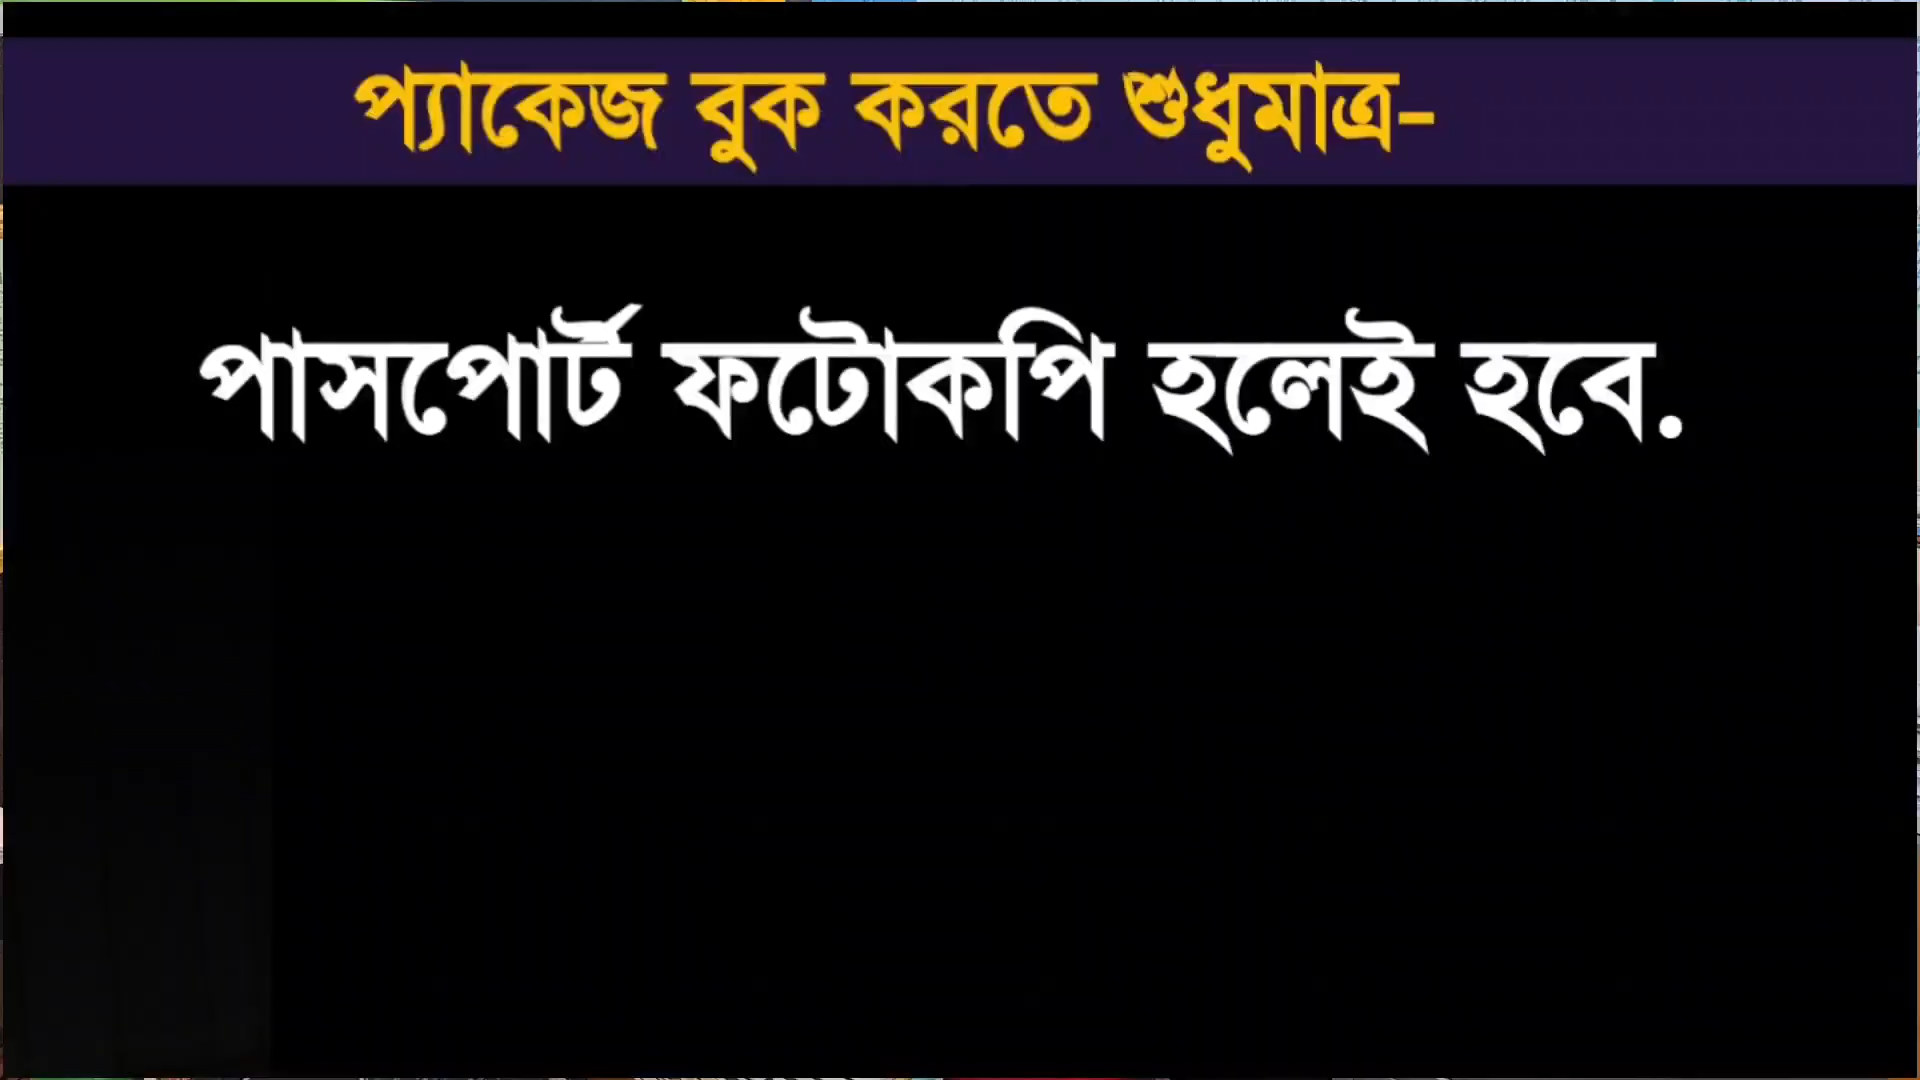 প্যাকেজ বুক করতে শুধুমাত্র-
পাসপোর্ট ফটোকপি হলেই হবে.